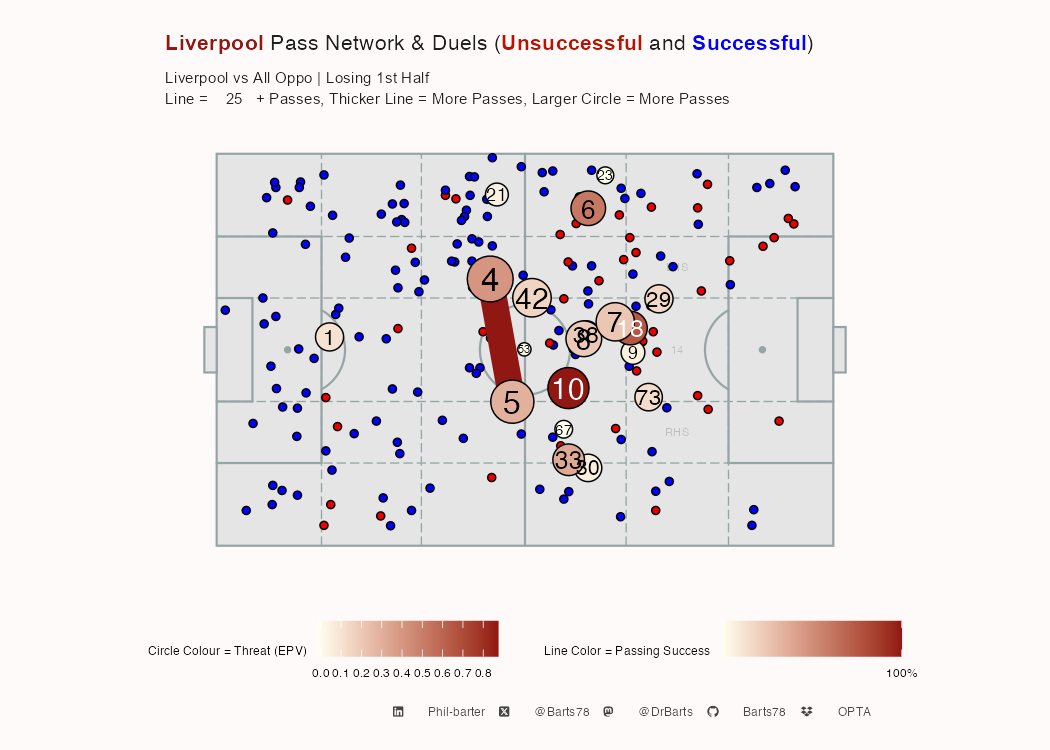 Liverpool Pass Network & Duels (Unsuccessful and Successful)
Liverpool vs All Oppo | Losing 1st Half
Line = 25 + Passes, Thicker Line = More Passes, Larger Circle = More Passes
23
21
6
4
42
29
7
18
1
38
8
53
9
14
10
73
5
67
RHS
33
30
Circle Colour = Threat (EPV)
0.0 0.1 0.2 0.3 0.4 0.5 0.6 0.7 0.8
Line Color = Passing Success
100%
Phil-barter @Barts78 @DrBarts Barts78 OPTA